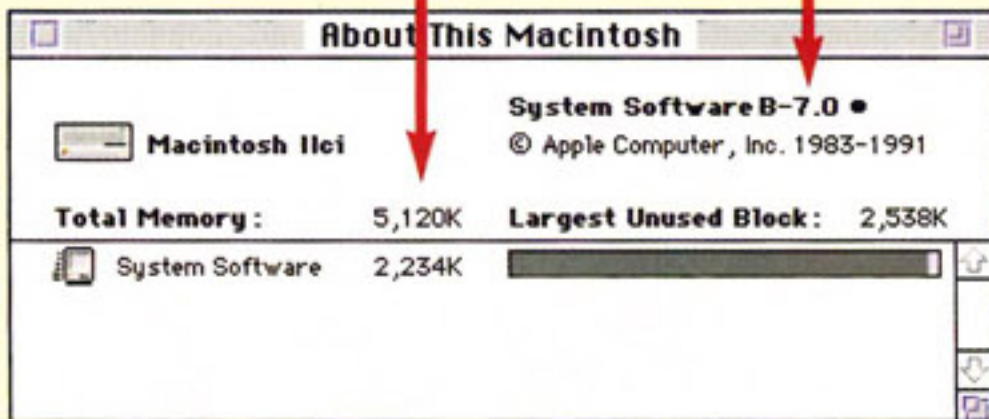 About This Macintosh
System Software B-7.0 •
Macintosh IIci
© Apple Computer, Inc. 1983-1991
Total Memory: 5,120K Largest Unused Block: 2,538K
System Software 2,234K